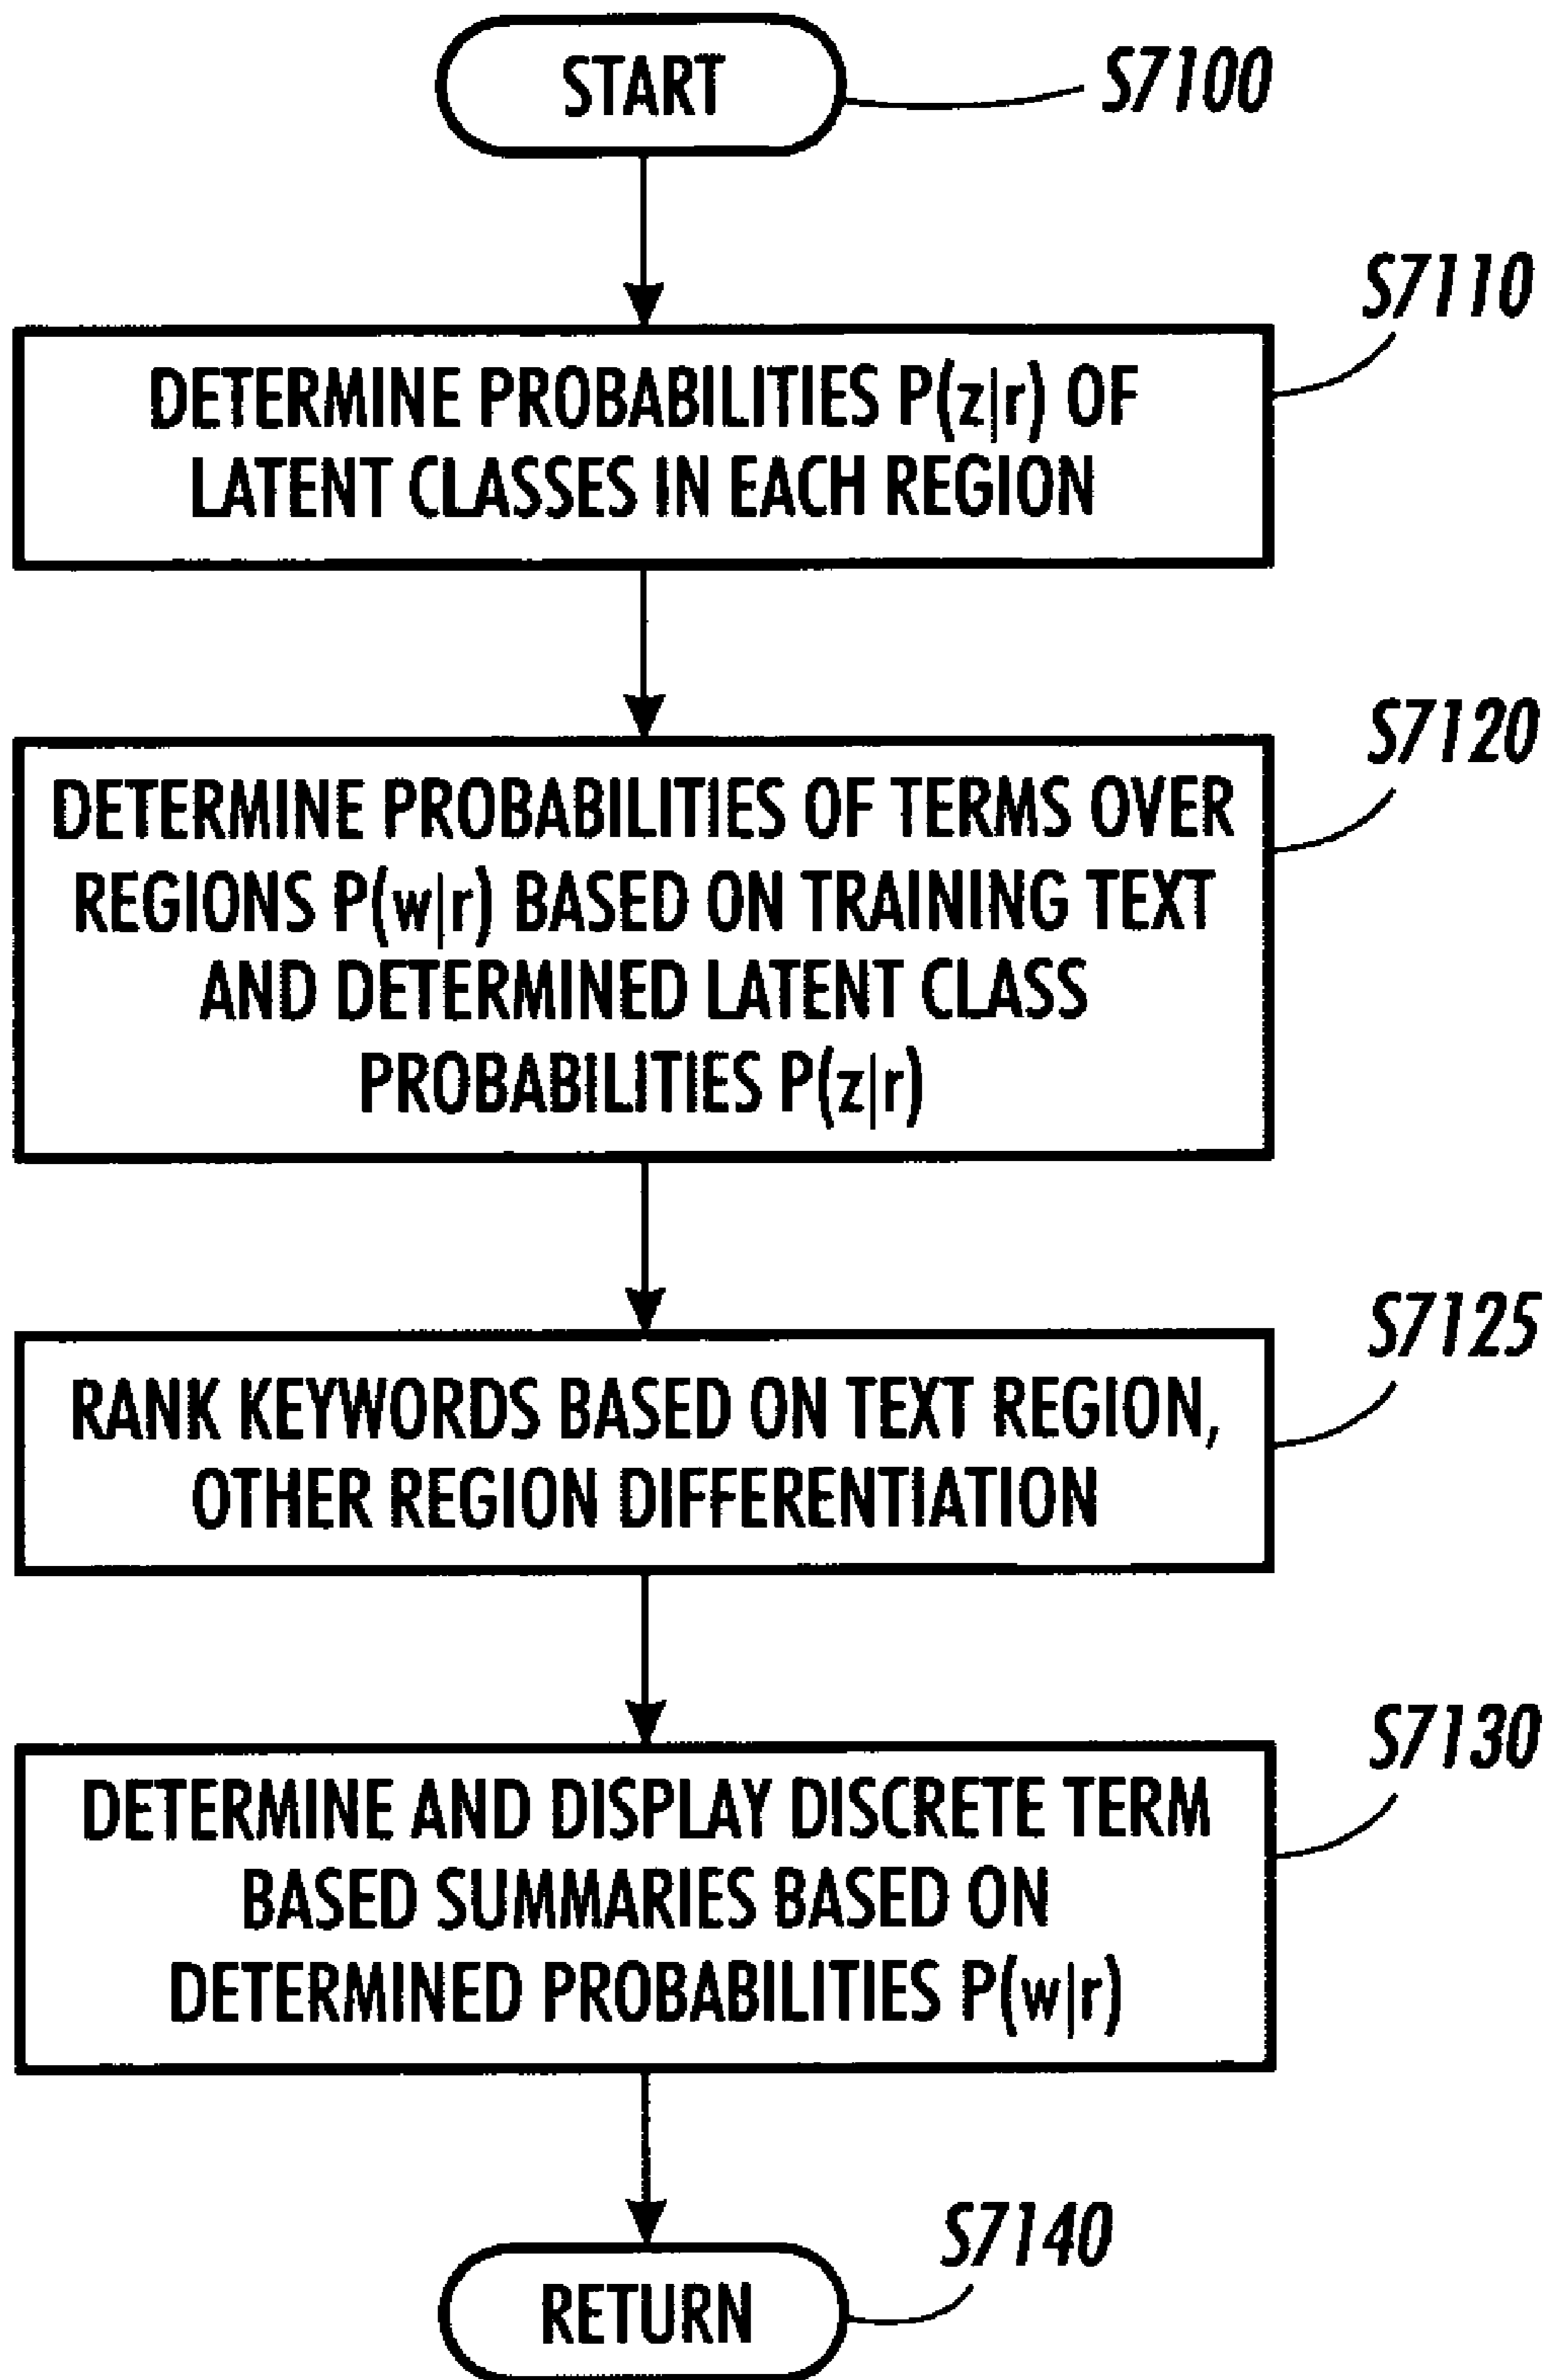 START
S7100
S7110
DETERMINE PROBABILITIES P(z|r) OF
LATENT CLASSES IN EACH REGION
S7120
DETERMINE PROBABILITIES OF TERMS OVER
REGIONS P(w|r) BASED ON TRAINING TEXT
AND DETERMINED LATENT CLASS
PROBABILITIES P(z|r)
S7125
RANK KEYWORDS BASED ON TEXT REGION,
OTHER REGION DIFFERENTIATION
S7130
DETERMINE AND DISPLAY DISCRETE TERM
BASED SUMMARIES BASED ON
DETERMINED PROBABILITIES P(w|r)
S7140
RETURN